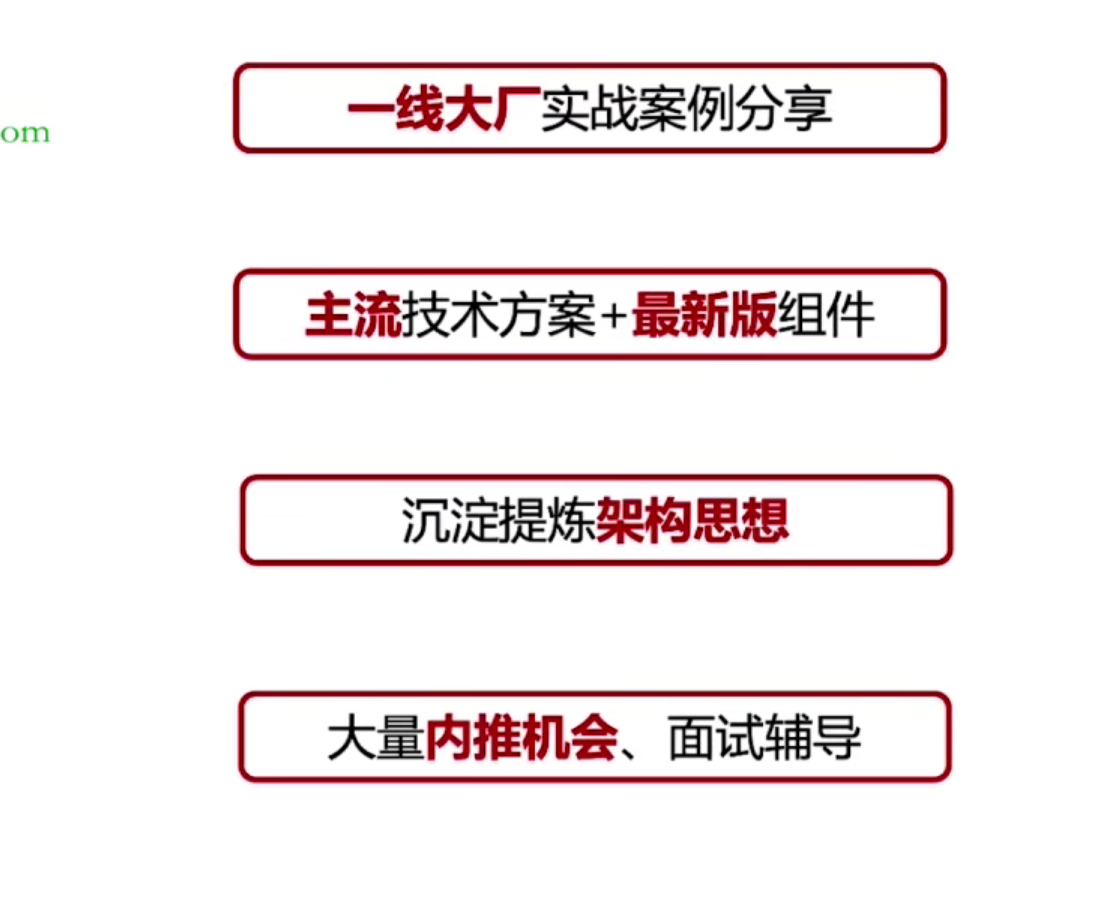 om
一线大厂实战案例分享
主流技术方案+最新版组件
沉淀提炼架构思想
大量内推机会、面试辅导